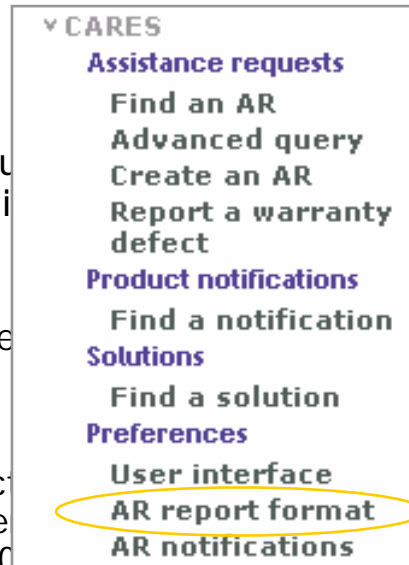 CARES
Assistance requests
Find an AR
Advanced query
Create an AR
Report a warranty
defect
Product notifications
Find a notification
Solutions
Find a solution
Preferences
User interface
AR report format
AR notifications